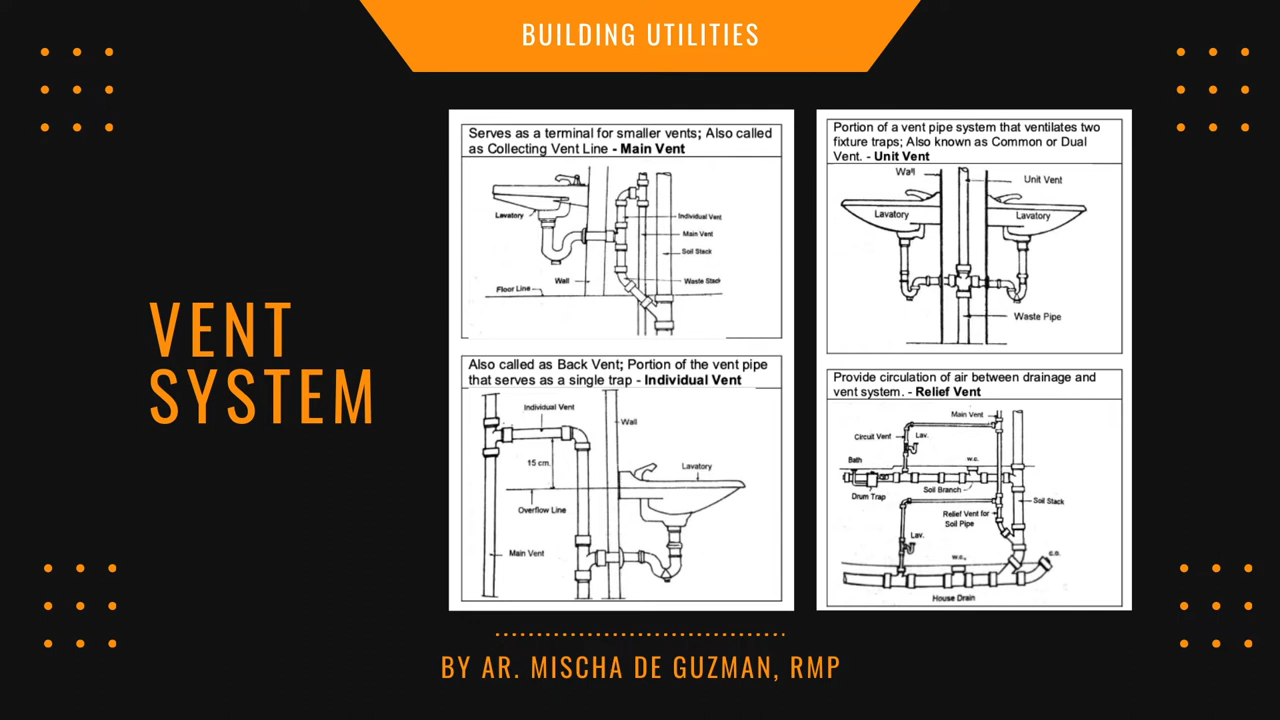 BUILDING UTILITIES
VENT
SYSTEM
Serves as a terminal for smaller vents; Also called
as Collecting Vent Line - Main Vent
Lavatory
Individual Vent
Main Vent
Soil Stack
Wall
Waste Stack
Floor Line
Also called as Back Vent; Portion of the vent pipe
that serves as a single trap - Individual Vent
Individual Vent
Wall
15 cm.
Lavatory
Overflow Line
Main Vent
Portion of a vent pipe system that ventilates two
fixture traps; Also known as Common or Dual
Vent. - Unit Vent
Wall
Unit Vent
Lavatory
Lavatory
Waste Pipe
Provide circulation of air between drainage and
vent system. - Relief Vent
Main Vent
Circuit Vent
Lav.
Bath
w.c.
Drum Trap
Soil Branch
Soil Stack
Relief Vent for
Soil Pipe
Lav.
w.c.
c.o.
House Drain
BY AR. MISCHA DE GUZMAN, RMP